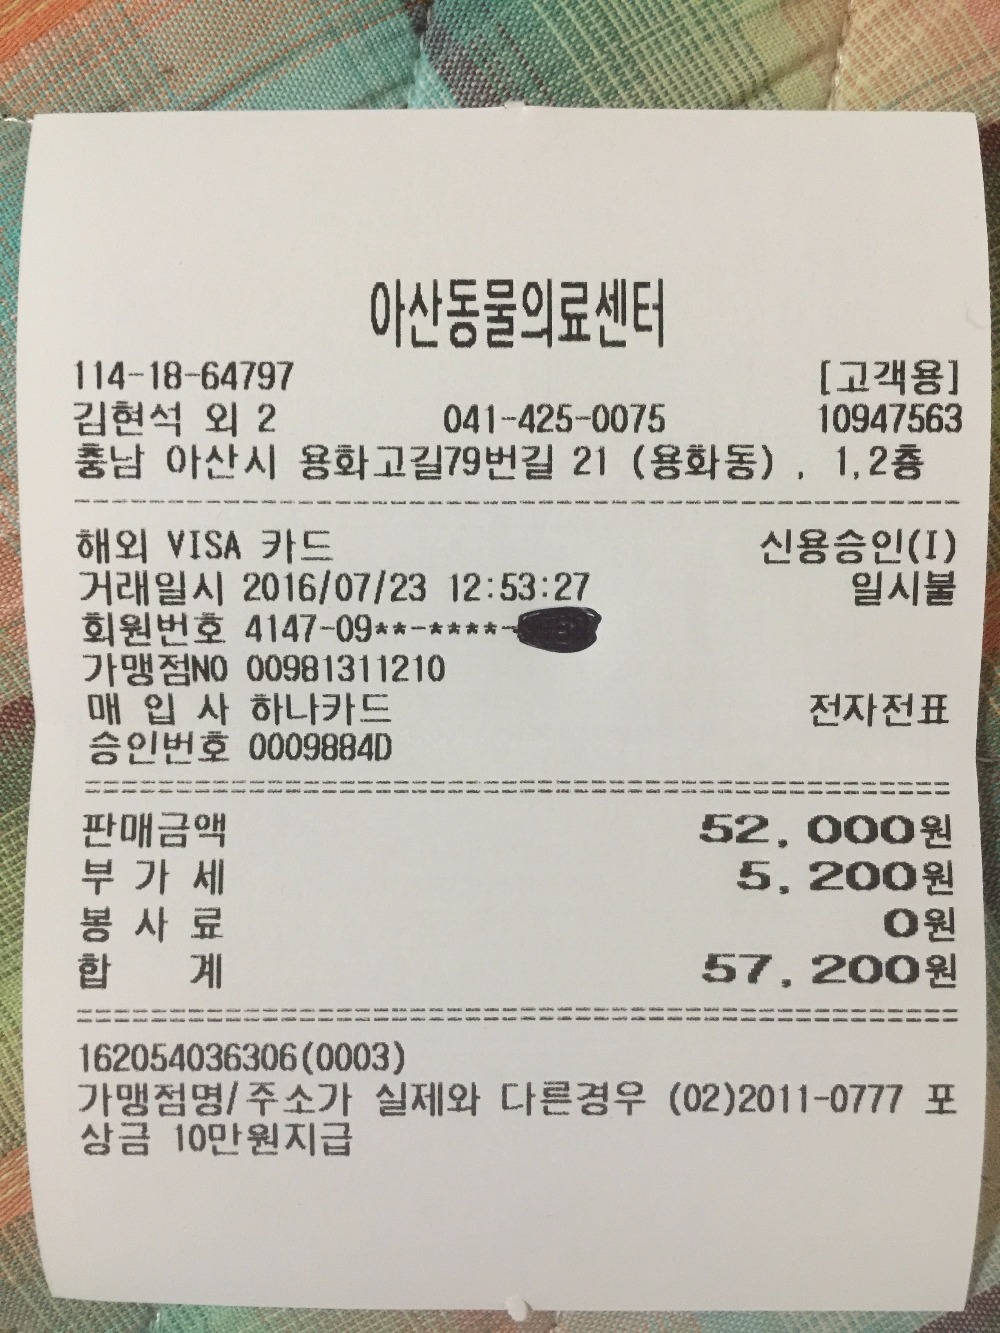 아산동물의료센터
114-18-64797 [고객용]
김현석 외 2 041-425-0075 10947563
충남 아산시 용화고길79번길 21 (용화동) , 1,2층
해외 VISA 카드 신용승인(I)
거래일시 2016/07/23 12:53:27 일시불
회원번호 4147-09**-****-
가맹점NO 00981311210
매 입 사 하나카드 전자전표
승인번호 0009884D
판매금액 52,000원
부 가 세 5,200원
봉 사 료 0원
합 계 57,200원
162054036306(0003)
가맹점명/주소가 실제와 다른경우 (02)2011-0777 포
상금 10만원지급